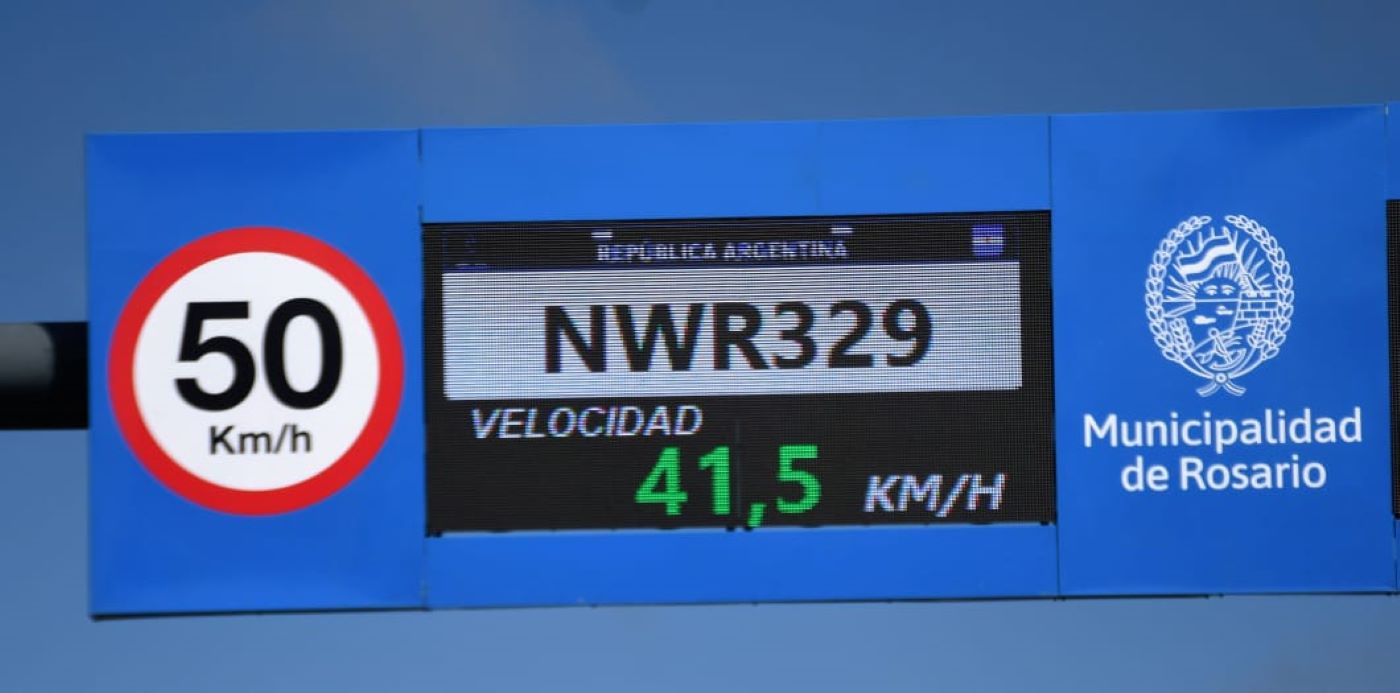 50
Km/h
REPÚBLICA ARGENTINA
NWR329
VELOCIDAD
41,5 KM/H
Municipalidad
de Rosario